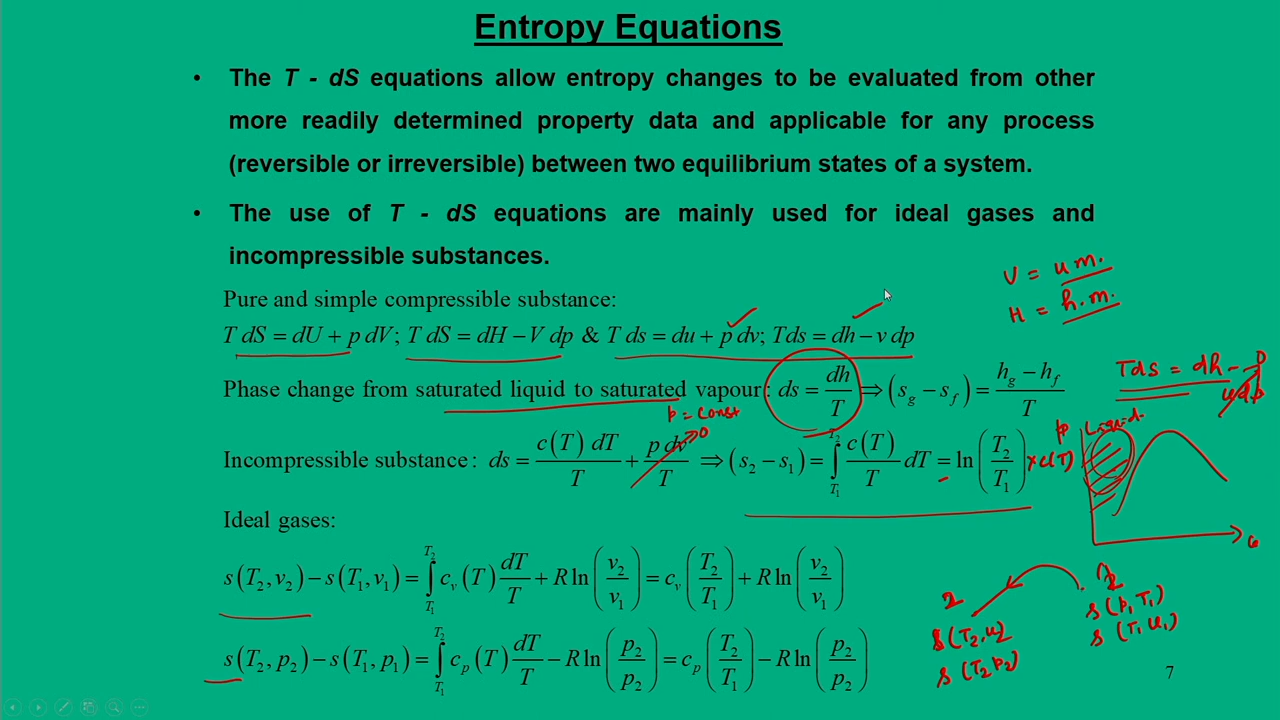 Entropy Equations
• The T - dS equations allow entropy changes to be evaluated from other
more readily determined property data and applicable for any process
(reversible or irreversible) between two equilibrium states of a system.
• The use of T - dS equations are mainly used for ideal gases and
incompressible substances.
U = u m.
H = h.m.
Pure and simple compressible substance:
T dS = dU + p dV; T dS = dH − V dp & T ds = du + p dv; Tds = dh − v dp
Phase change from saturated liquid to saturated vapour: ds = dh/T ⇒ (s_g − s_f) = (h_g − h_f)/T
Tds = dh − vdp 0
p = const
0
Incompressible substance: ds = c(T) dT/T + p dv/T ⇒ (s_2 − s_1) = ∫_{T_1}^{T_2} c(T)/T dT = ln(T_2/T_1) × c(T)
p Liquid
Ideal gases:
s(T_2, v_2) − s(T_1, v_1) = ∫_{T_1}^{T_2} c_v(T) dT/T + R ln(v_2/v_1) = c_v(T_2/T_1) + R ln(v_2/v_1)
2
s(p_1 T_1)
s(T_1 u_1)
s(T_2, p_2) − s(T_1, p_1) = ∫_{T_1}^{T_2} c_p(T) dT/T − R ln(p_2/p_2) = c_p(T_2/T_1) − R ln(p_2/p_2)
s(T_2 p_2)
7